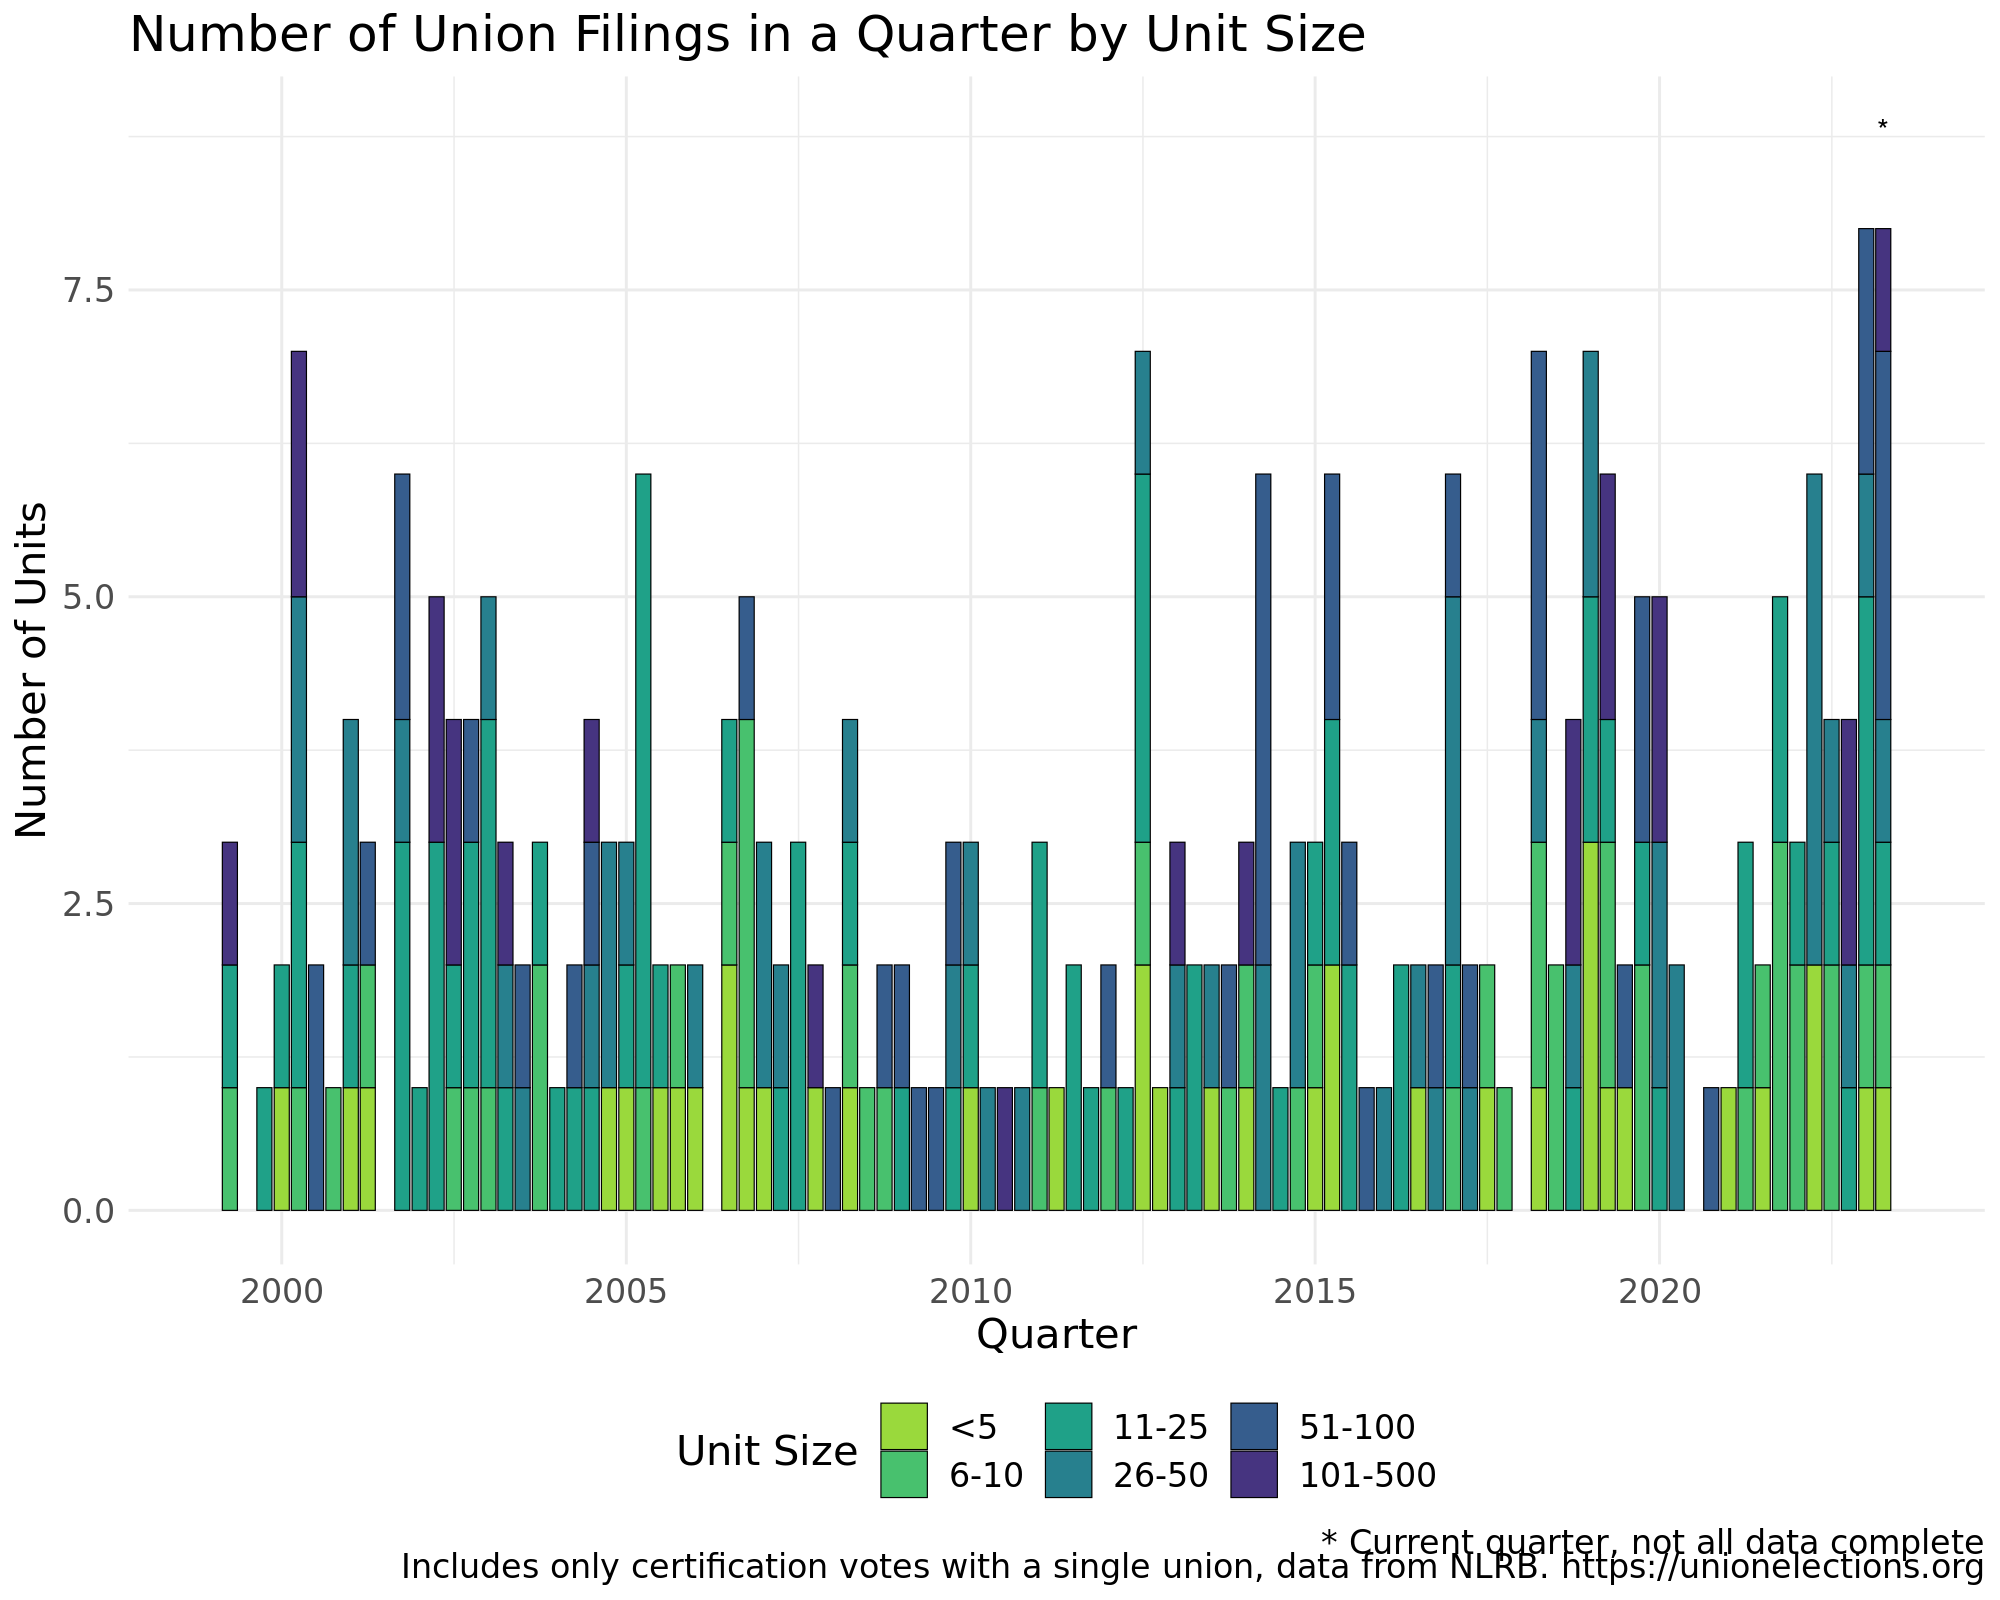 Number of Union Filings in a Quarter by Unit Size
*
7.5
5.0
2.5
0.0
Number of Units
2000 2005 2010 2015 2020
Quarter
Unit Size
<5 11-25 51-100
6-10 26-50 101-500
* Current quarter, not all data complete
Includes only certification votes with a single union, data from NLRB. https://unionelections.org